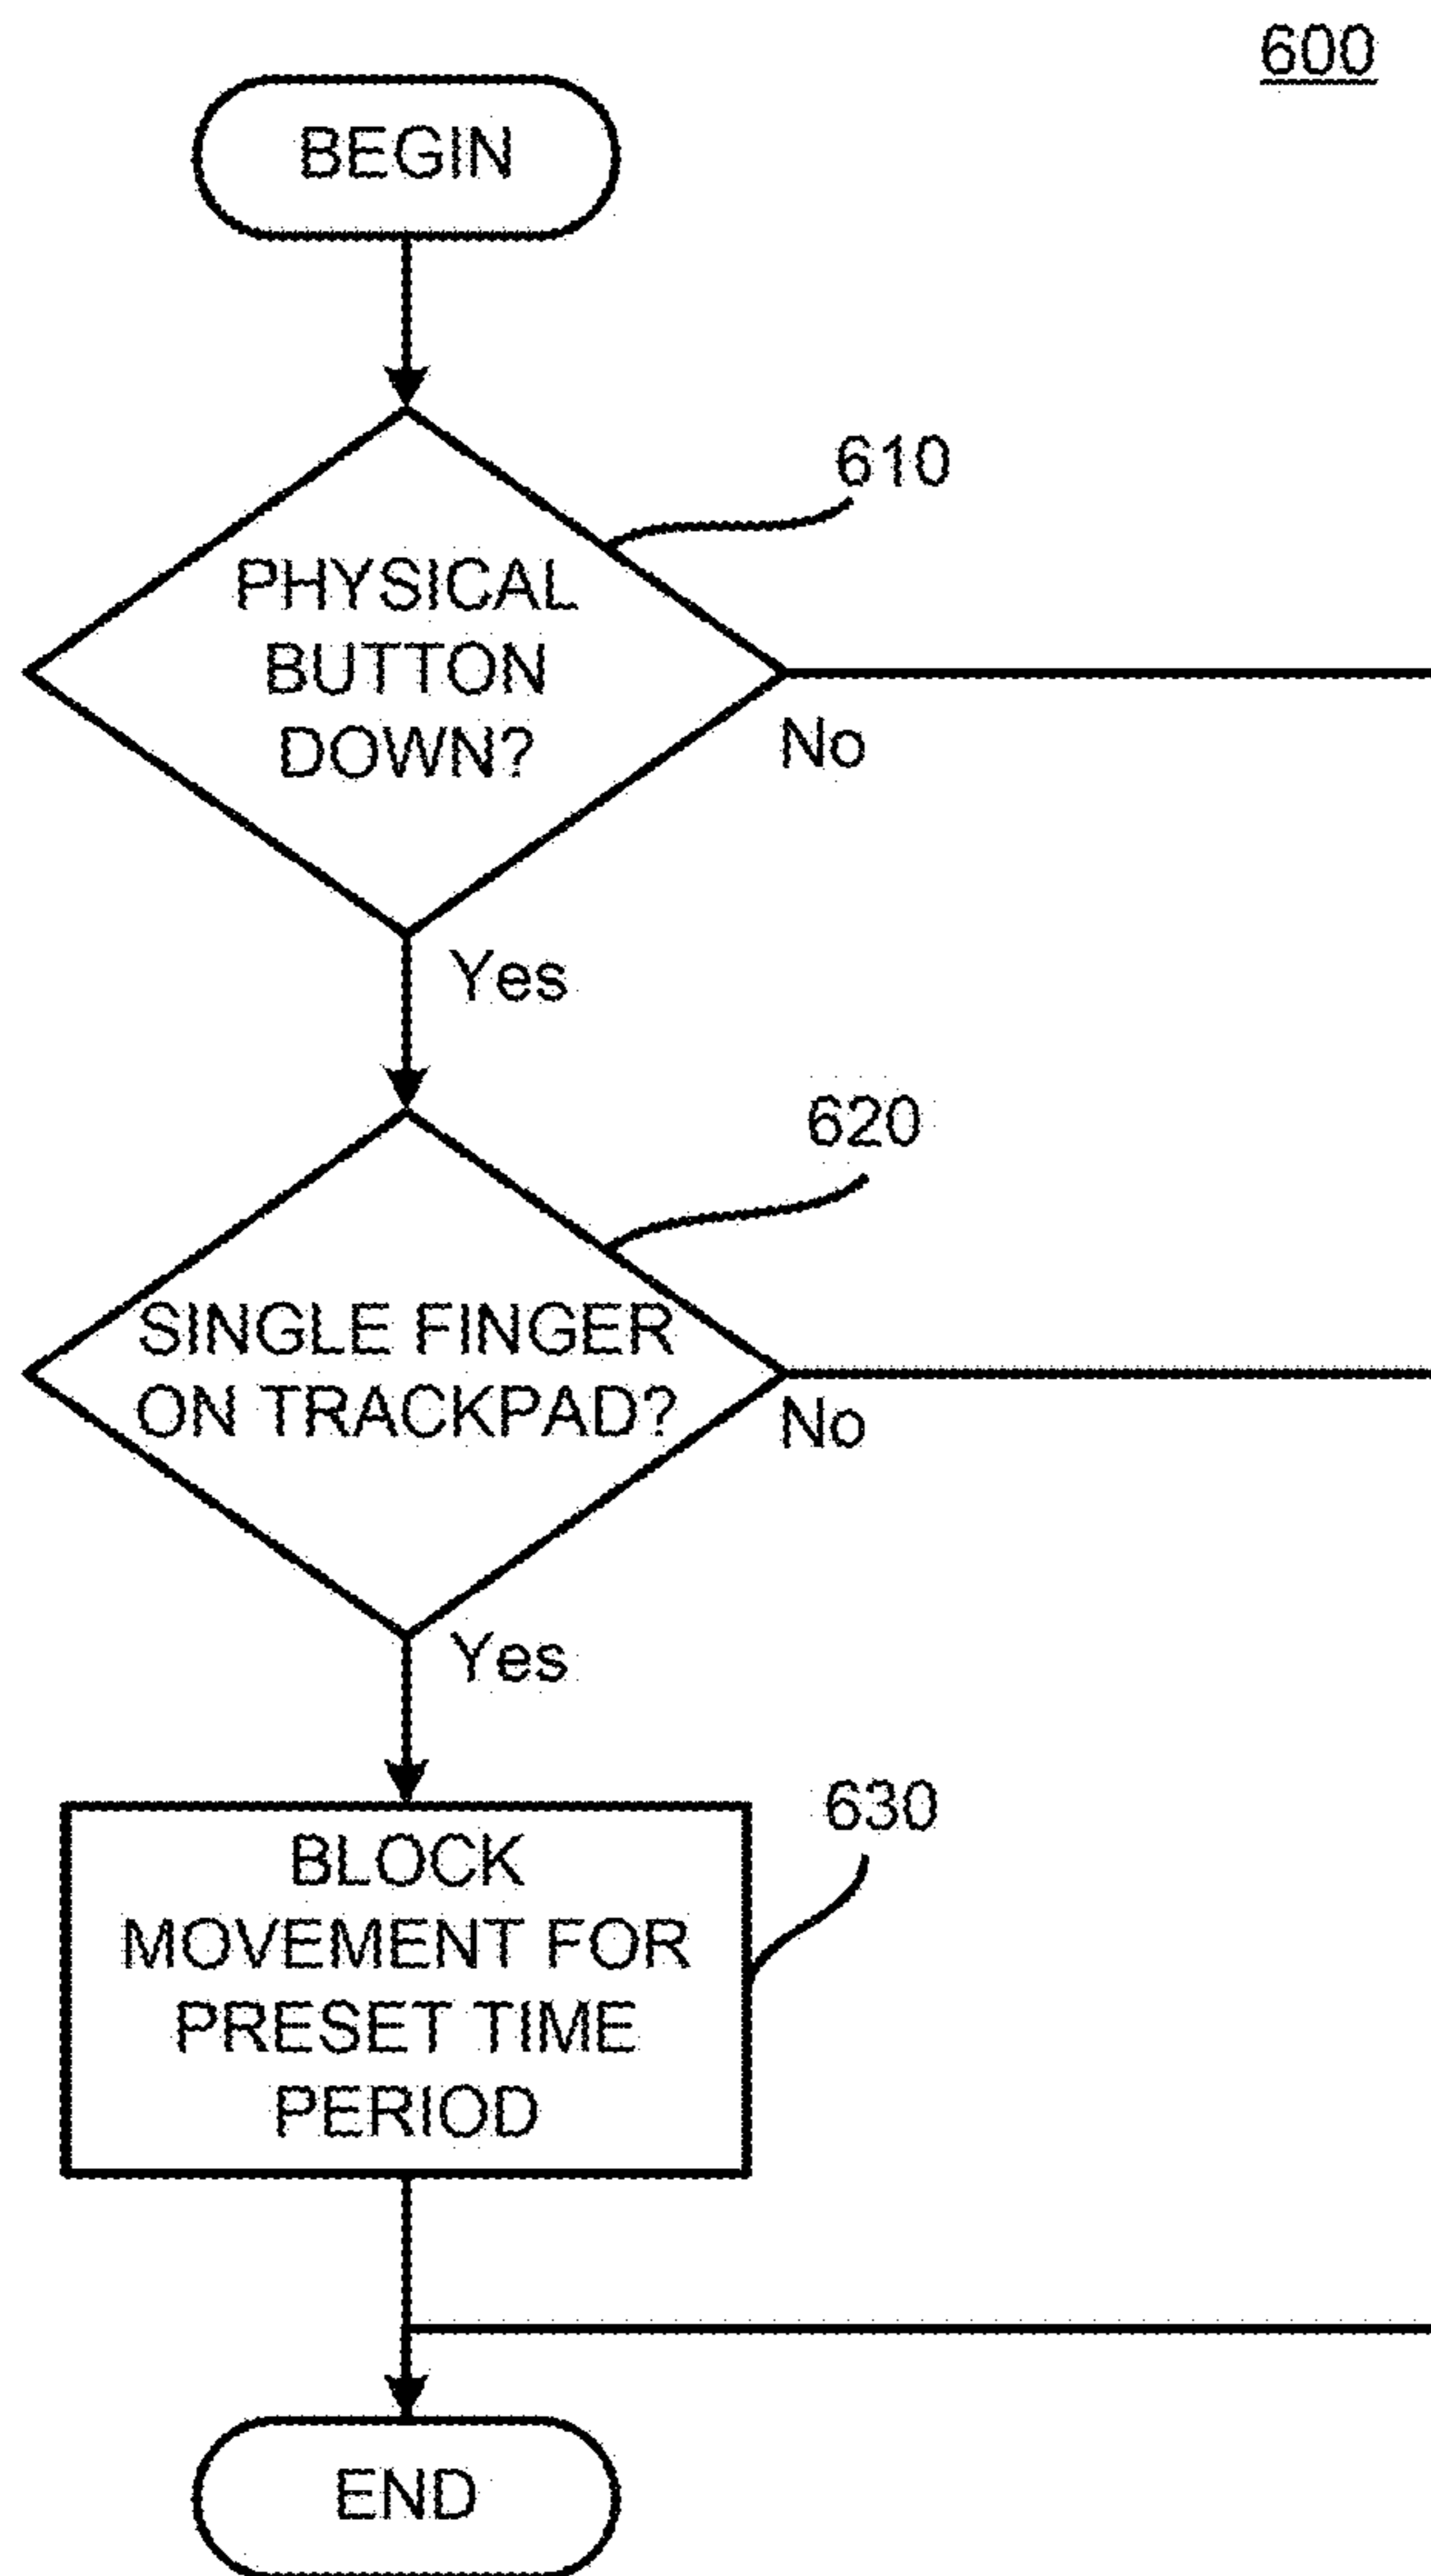 600
BEGIN
610
PHYSICAL
BUTTON
DOWN?
No
Yes
620
SINGLE FINGER
ON TRACKPAD?
No
Yes
630
BLOCK
MOVEMENT FOR
PRESET TIME
PERIOD
END